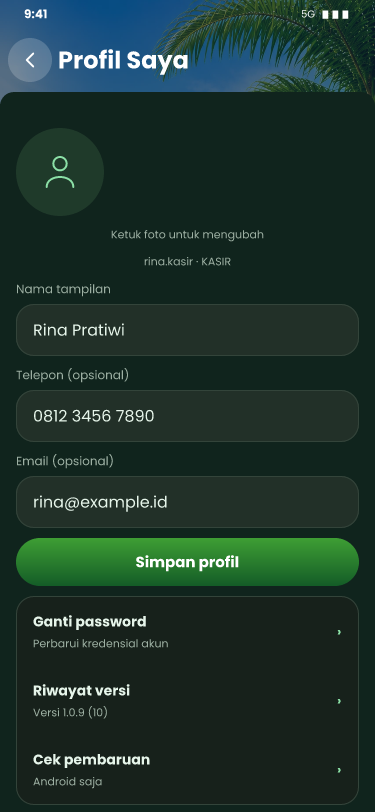 9:41
5G
Profil Saya
Ketuk foto untuk mengubah
rina.kasir · KASIR
Nama tampilan
Rina Pratiwi
Telepon (opsional)
0812 3456 7890
Email (opsional)
rina@example.id
Simpan profil
Ganti password
Perbarui kredensial akun
›
Riwayat versi
Versi 1.0.9 (10)
›
Cek pembaruan
Android saja
›